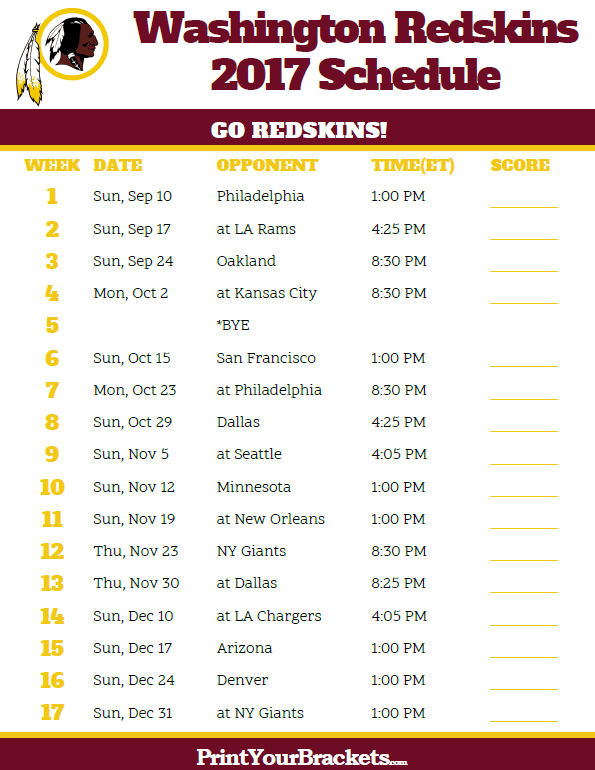 Washington Redskins
2017 Schedule
GO REDSKINS!
WEEK DATE OPPONENT TIME(ET) SCORE
1 Sun, Sep 10 Philadelphia 1:00 PM
2 Sun, Sep 17 at LA Rams 4:25 PM
3 Sun, Sep 24 Oakland 8:30 PM
4 Mon, Oct 2 at Kansas City 8:30 PM
5 *BYE
6 Sun, Oct 15 San Francisco 1:00 PM
7 Mon, Oct 23 at Philadelphia 8:30 PM
8 Sun, Oct 29 Dallas 4:25 PM
9 Sun, Nov 5 at Seattle 4:05 PM
10 Sun, Nov 12 Minnesota 1:00 PM
11 Sun, Nov 19 at New Orleans 1:00 PM
12 Thu, Nov 23 NY Giants 8:30 PM
13 Thu, Nov 30 at Dallas 8:25 PM
14 Sun, Dec 10 at LA Chargers 4:05 PM
15 Sun, Dec 17 Arizona 1:00 PM
16 Sun, Dec 24 Denver 1:00 PM
17 Sun, Dec 31 at NY Giants 1:00 PM
PrintYourBrackets.com